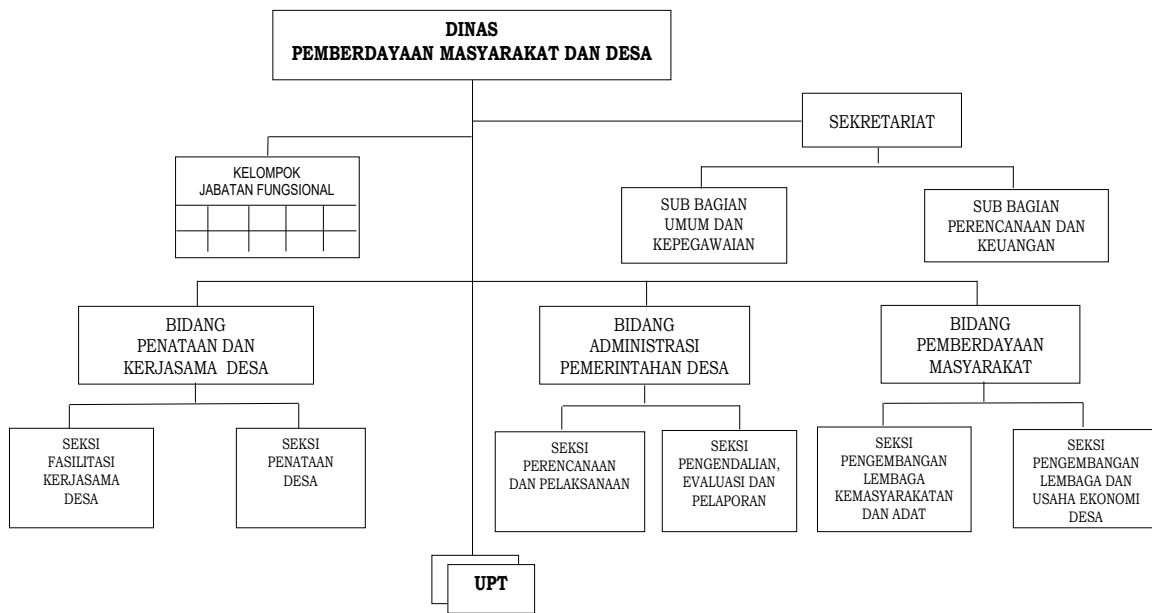 DINAS
PEMBERDAYAAN MASYARAKAT DAN DESA
SEKRETARIAT
KELOMPOK
JABATAN FUNGSIONAL
SUB BAGIAN
UMUM DAN
KEPEGAWAIAN
SUB BAGIAN
PERENCANAAN DAN
KEUANGAN
BIDANG
PENATAAN DAN
KERJASAMA DESA
BIDANG
ADMINISTRASI
PEMERINTAHAN DESA
BIDANG
PEMBERDAYAAN
MASYARAKAT
SEKSI
FASILITASI
KERJASAMA
DESA
SEKSI
PENATAAN
DESA
SEKSI
PERENCANAAN
DAN PELAKSANAAN
SEKSI
PENGENDALIAN,
EVALUASI DAN
PELAPORAN
SEKSI
PENGEMBANGAN
LEMBAGA
KEMASYARAKATAN
DAN ADAT
SEKSI
PENGEMBANGAN
LEMBAGA DAN
USAHA EKONOMI
DESA
UPT